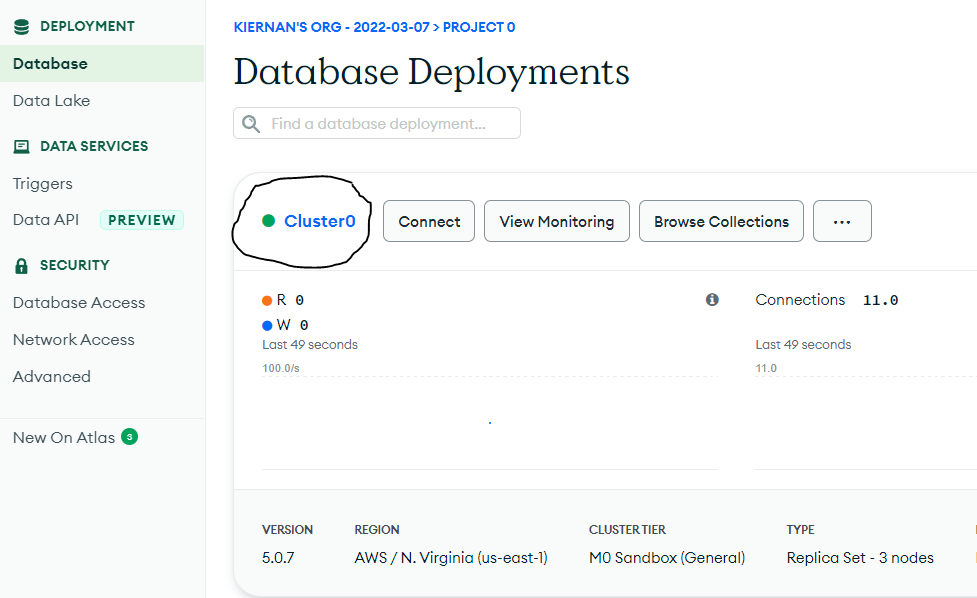 DEPLOYMENT
Database
Data Lake
DATA SERVICES
Triggers
Data API PREVIEW
SECURITY
Database Access
Network Access
Advanced
New On Atlas 3
KIERNAN'S ORG - 2022-03-07 > PROJECT 0
Database Deployments
Find a database deployment...
Cluster0 Connect View Monitoring Browse Collections ...
R 0
W 0
Last 49 seconds
100.0/s
Connections 11.0
Last 49 seconds
11.0
VERSION REGION CLUSTER TIER TYPE
5.0.7 AWS / N. Virginia (us-east-1) M0 Sandbox (General) Replica Set - 3 nodes